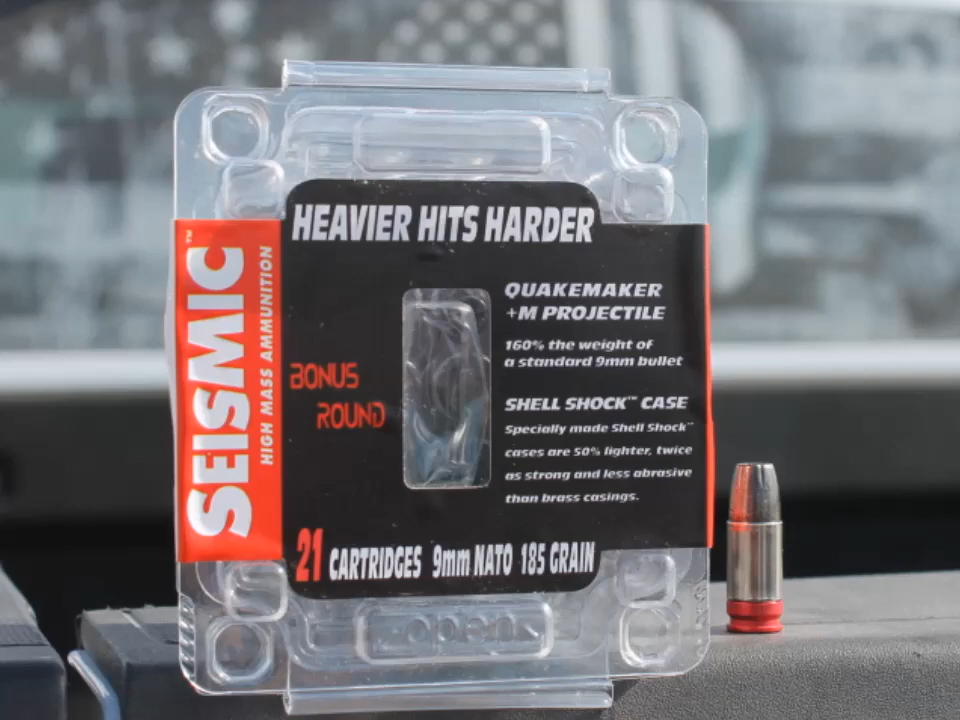 HEAVIER HITS HARDER
SEISMIC™
HIGH MASS AMMUNITION
QUAKEMAKER
+M PROJECTILE
160% the weight of
a standard 9mm bullet
BONUS
ROUND
SHELL SHOCK™ CASE
Specially made Shell Shock™
cases are 50% lighter, twice
as strong and less abrasive
than brass casings.
21 CARTRIDGES 9mm NATO 185 GRAIN
open